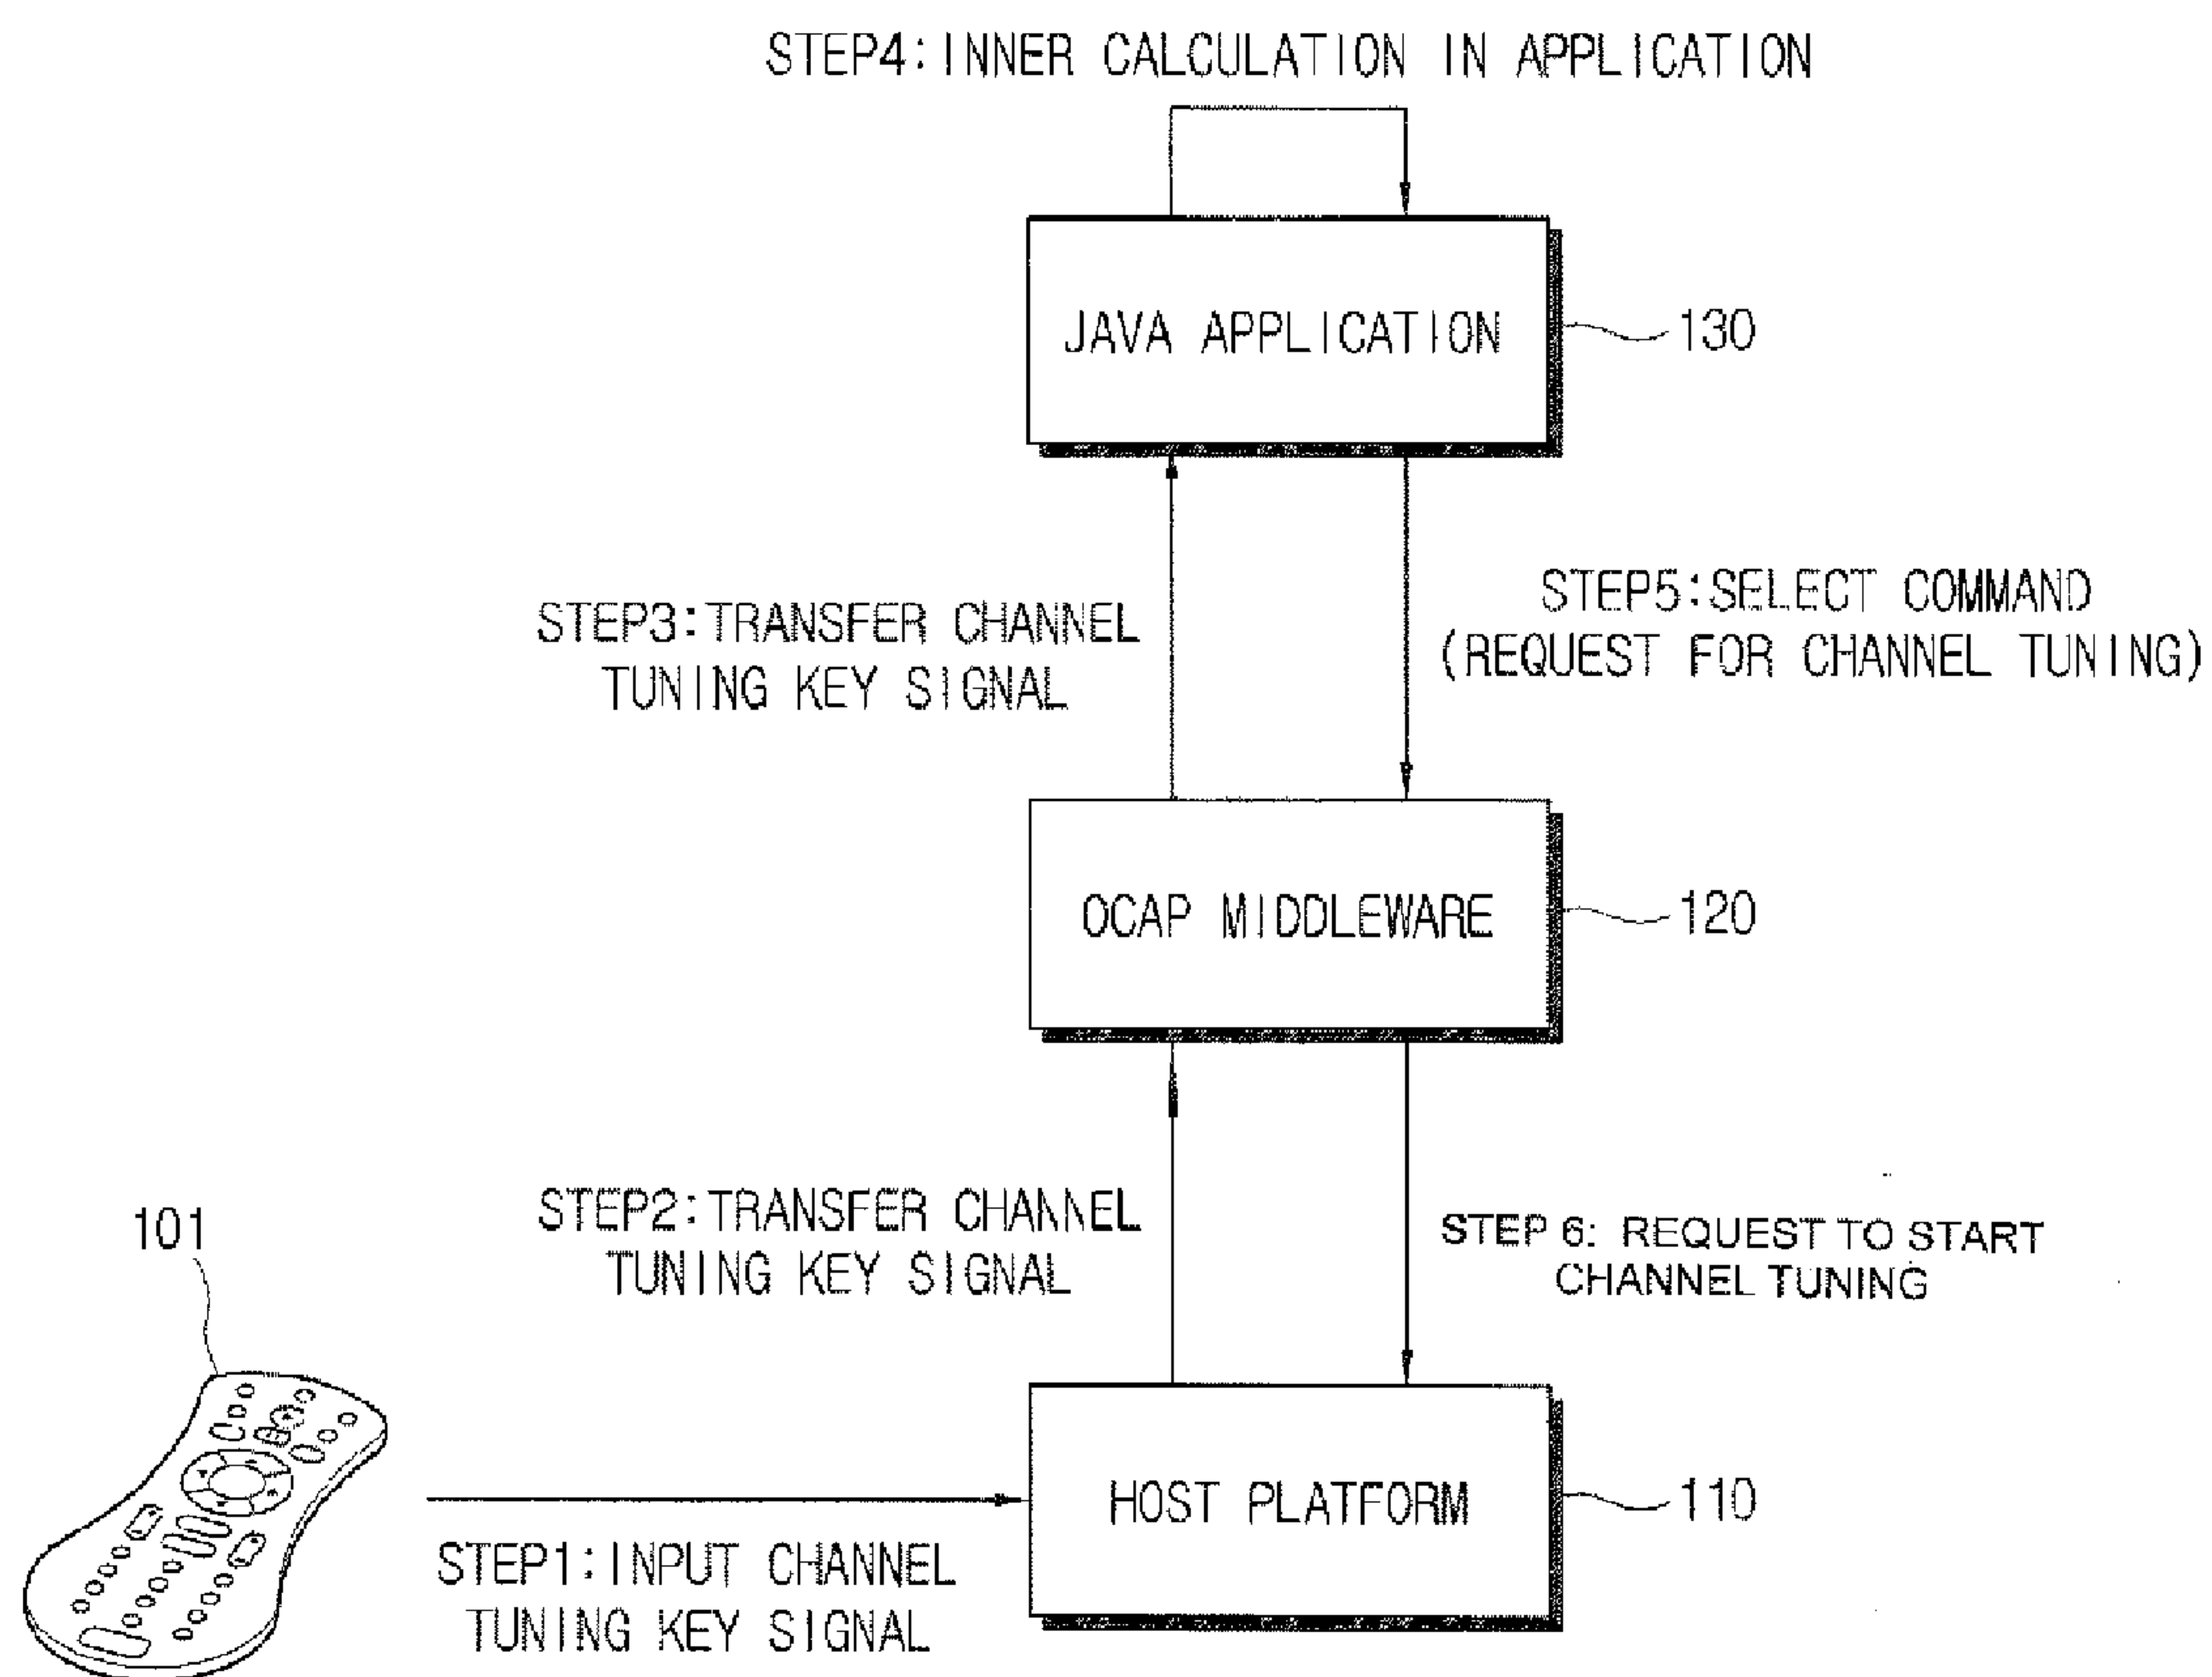 STEP4:INNER CALCULATION IN APPLICATION
JAVA APPLICATION
130
STEP3:TRANSFER CHANNEL
TUNING KEY SIGNAL
STEP5:SELECT COMMAND
(REQUEST FOR CHANNEL TUNING)
OCAP MIDDLEWARE
120
STEP2:TRANSFER CHANNEL
TUNING KEY SIGNAL
STEP 6: REQUEST TO START
CHANNEL TUNING
101
HOST PLATFORM
110
STEP1:INPUT CHANNEL
TUNING KEY SIGNAL